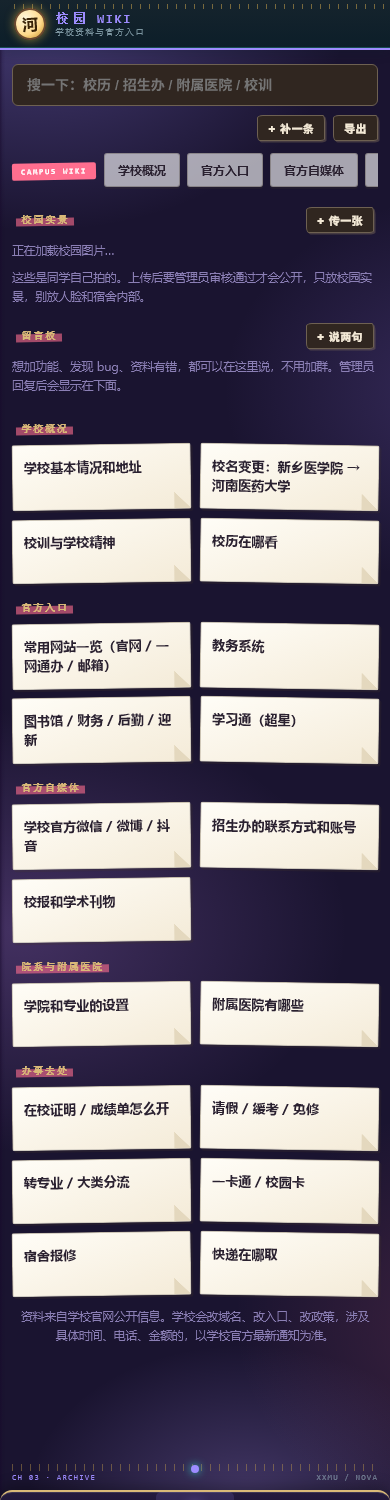 河
校园 WIKI
学校资料与官方入口
搜一下：校历 / 招生办 / 附属医院 / 校训
+ 补一条
导出
CAMPUS WIKI
学校概况
官方入口
官方自媒体
校园实景
+ 传一张
正在加载校园图片…
这些是同学自己拍的。上传后要管理员审核通过才会公开，只放校园实
景，别放人脸和宿舍内部。
留言板
+ 说两句
想加功能、发现 bug、资料有错，都可以在这里说，不用加群。管理员
回复后会显示在下面。
学校概况
学校基本情况和地址
校名变更：新乡医学院 →
河南医药大学
校训与学校精神
校历在哪看
官方入口
常用网站一览（官网 / 一
网通办 / 邮箱）
教务系统
图书馆 / 财务 / 后勤 / 迎
新
学习通（超星）
官方自媒体
学校官方微信 / 微博 / 抖
音
招生办的联系方式和账号
校报和学术刊物
院系与附属医院
学院和专业的设置
附属医院有哪些
办事去处
在校证明 / 成绩单怎么开
请假 / 缓考 / 免修
转专业 / 大类分流
一卡通 / 校园卡
宿舍报修
快递在哪取
资料来自学校官网公开信息。学校会改域名、改入口、改政策，涉及
具体时间、电话、金额的，以学校官方最新通知为准。
CH 03 · ARCHIVE
XXMU / NOVA